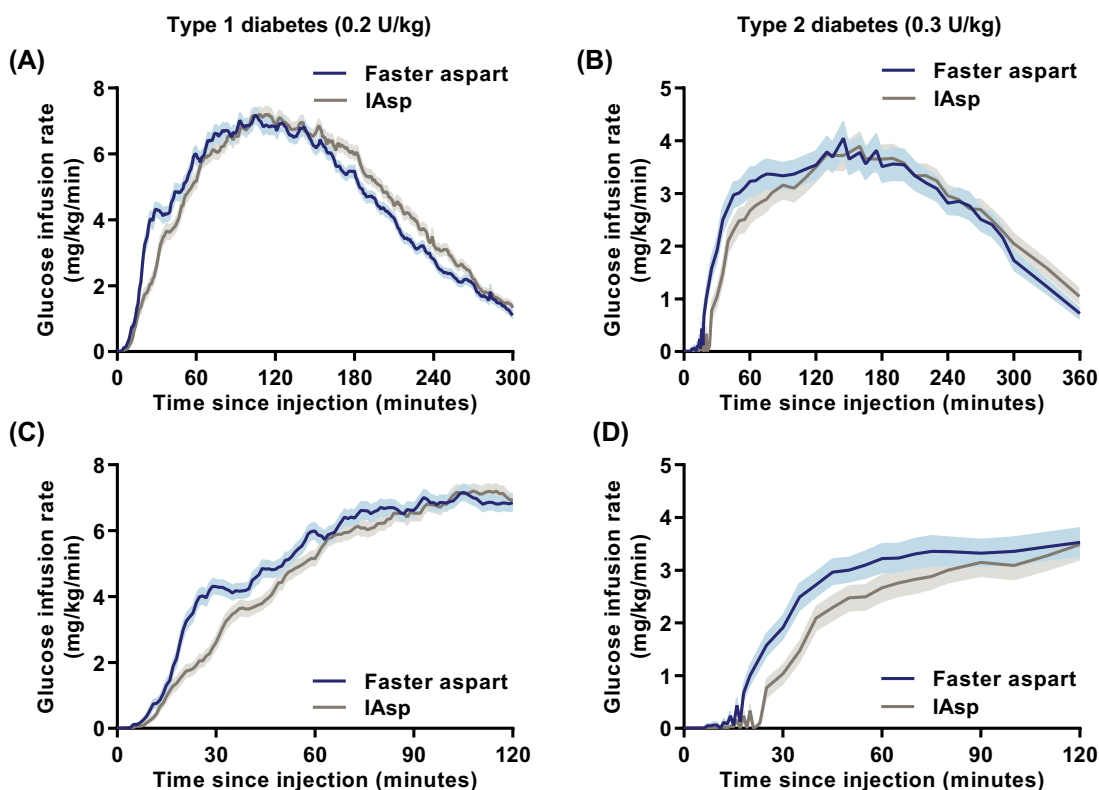 Type 1 diabetes (0.2 U/kg)
Type 2 diabetes (0.3 U/kg)
(A)
Faster aspart
IAsp
Glucose infusion rate
(mg/kg/min)
8
6
4
2
0
0 60 120 180 240 300
Time since injection (minutes)
(B)
Faster aspart
IAsp
Glucose infusion rate
(mg/kg/min)
5
4
3
2
1
0
0 60 120 180 240 300 360
Time since injection (minutes)
(C)
Glucose infusion rate
(mg/kg/min)
8
6
4
2
0
Faster aspart
IAsp
0 30 60 90 120
Time since injection (minutes)
(D)
Glucose infusion rate
(mg/kg/min)
5
4
3
2
1
0
Faster aspart
IAsp
0 30 60 90 120
Time since injection (minutes)